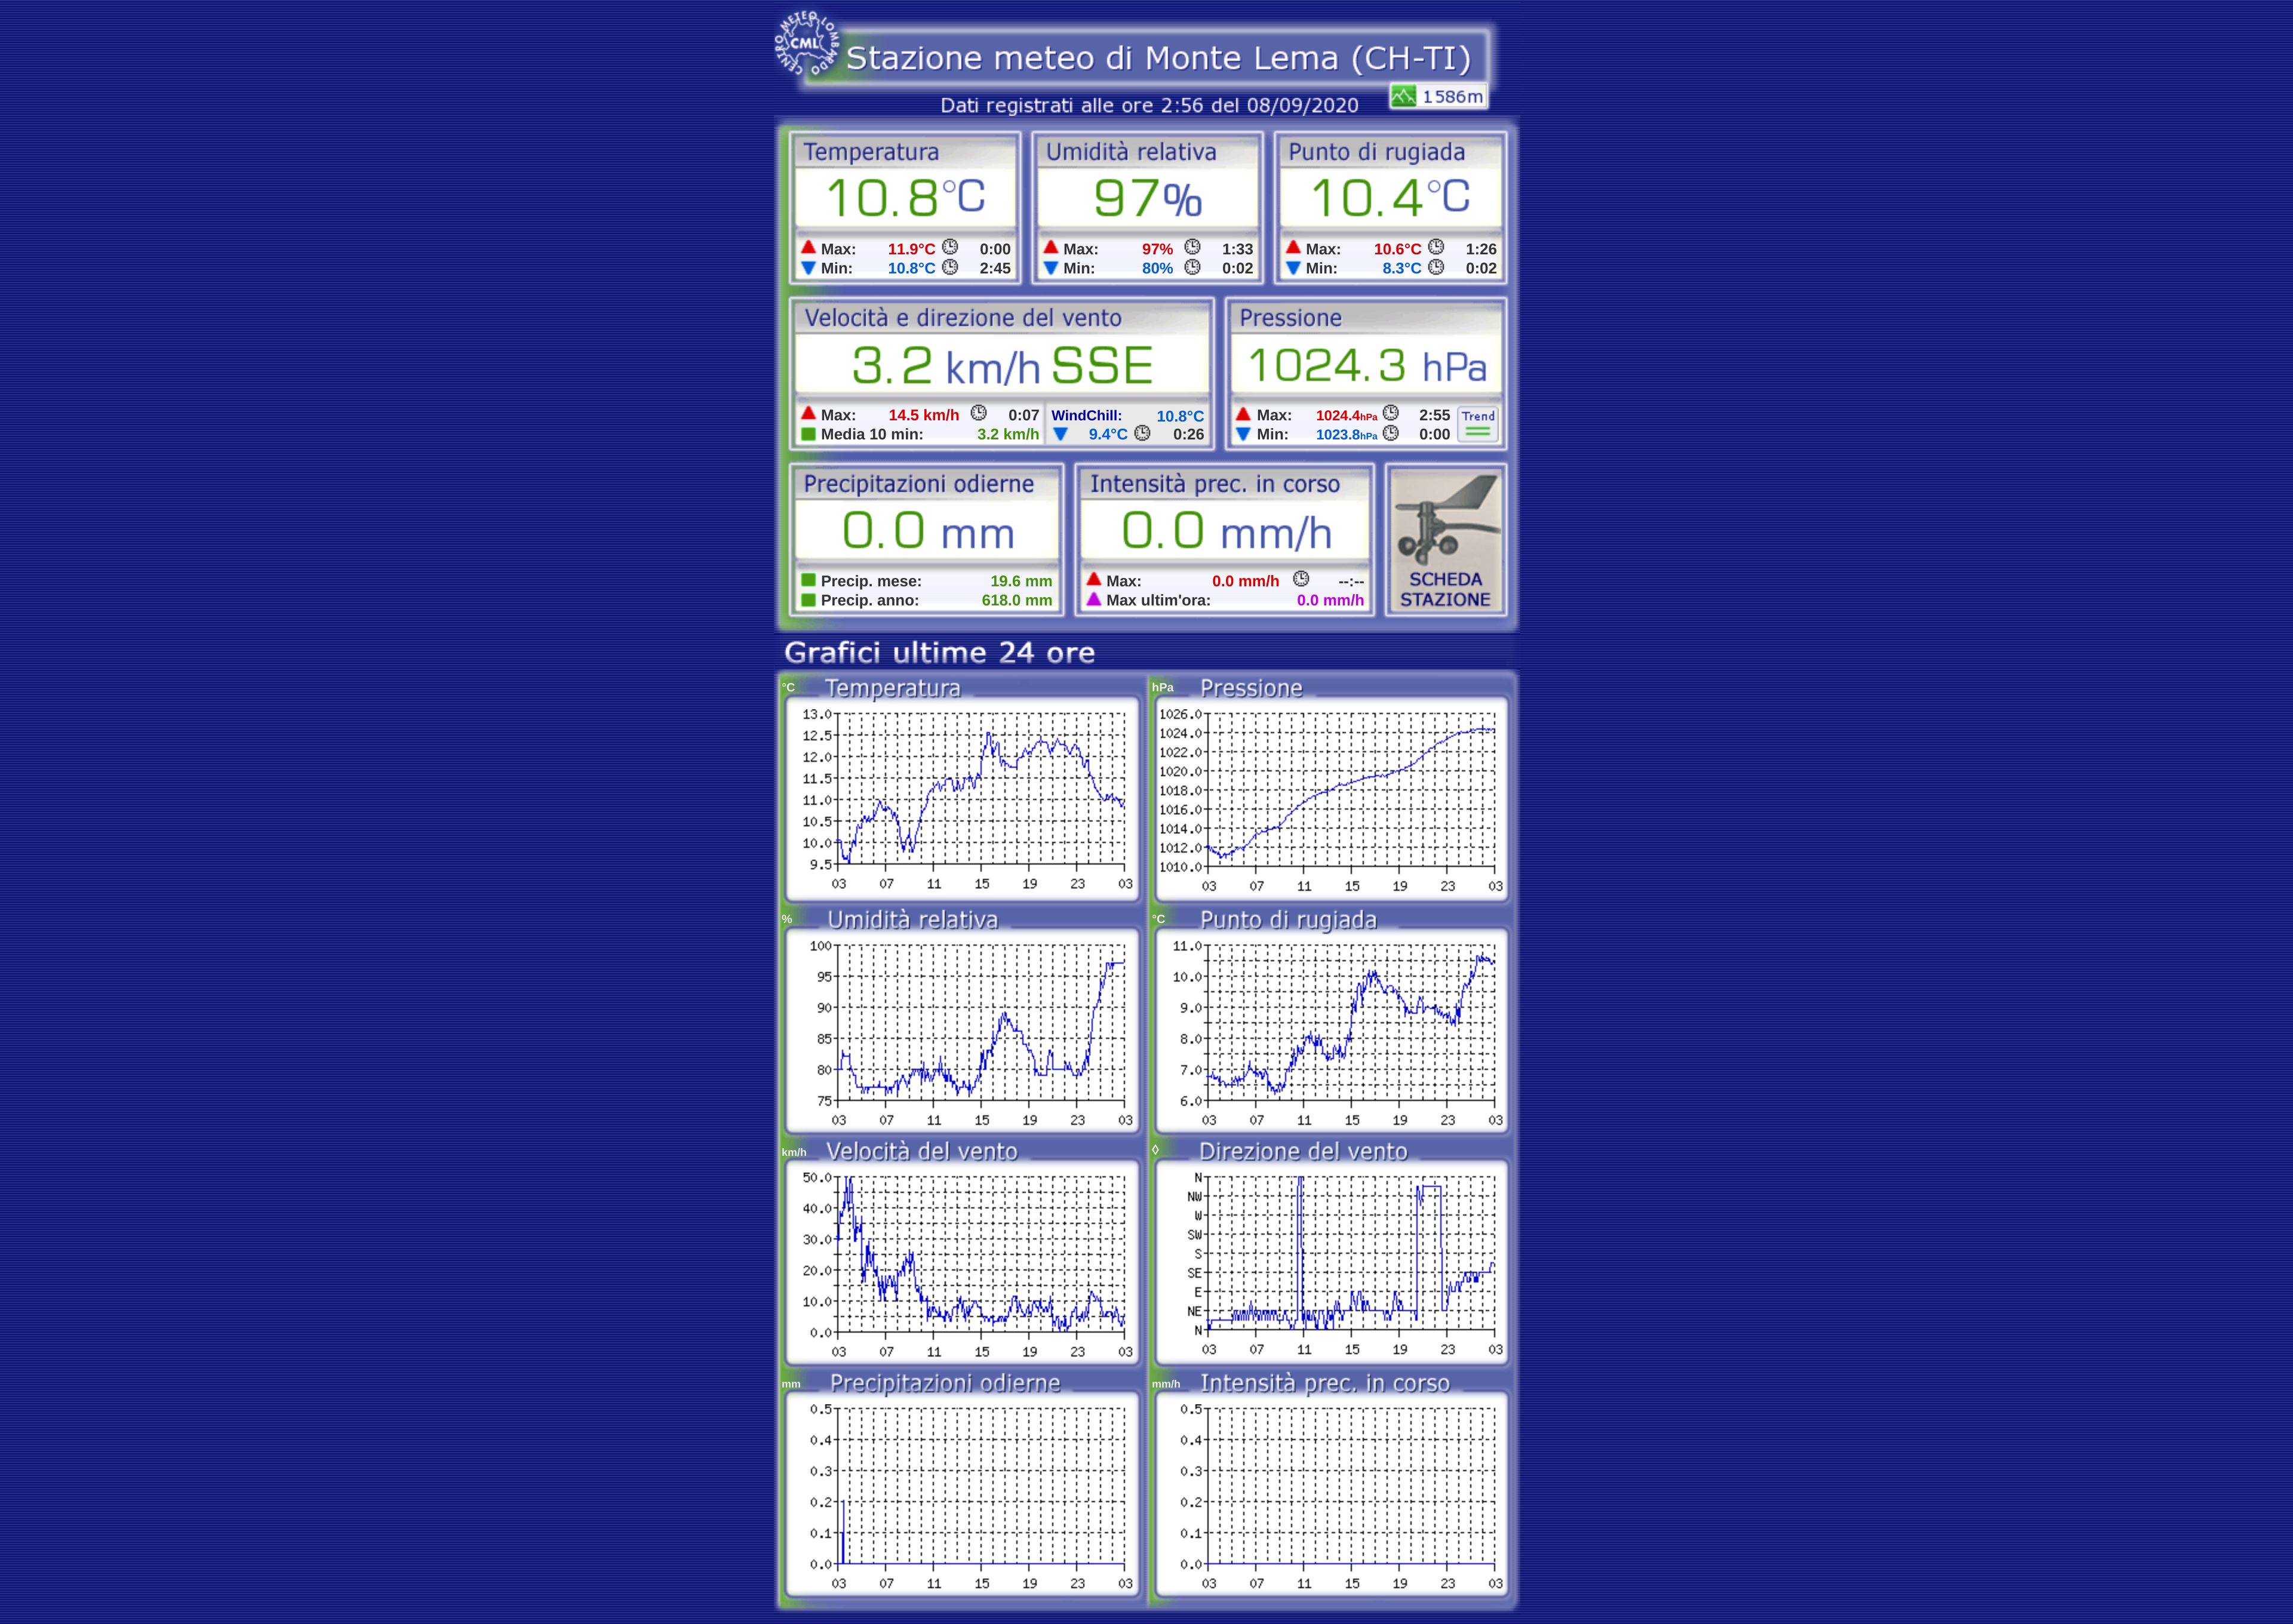 CENTRO METEO LOMBARDO
CML
Stazione meteo di Monte Lema (CH-TI)
1586m
Dati registrati alle ore 2:56 del 08/09/2020
Temperatura
10.8°C
Max: 11.9°C 0:00
Min: 10.8°C 2:45
Umidità relativa
97%
Max: 97% 1:33
Min: 80% 0:02
Punto di rugiada
10.4°C
Max: 10.6°C 1:26
Min: 8.3°C 0:02
Velocità e direzione del vento
3.2 km/h SSE
Max: 14.5 km/h 0:07
Media 10 min: 3.2 km/h
WindChill: 10.8°C
9.4°C 0:26
Pressione
1024.3 hPa
Max: 1024.4hPa 2:55
Min: 1023.8hPa 0:00
Trend
Precipitazioni odierne
0.0 mm
Precip. mese: 19.6 mm
Precip. anno: 618.0 mm
Intensità prec. in corso
0.0 mm/h
Max: 0.0 mm/h --:--
Max ultim'ora: 0.0 mm/h
SCHEDA
STAZIONE
Grafici ultime 24 ore
°C Temperatura
13.0
12.5
12.0
11.5
11.0
10.5
10.0
9.5
03 07 11 15 19 23 03
hPa Pressione
1026.0
1024.0
1022.0
1020.0
1018.0
1016.0
1014.0
1012.0
1010.0
03 07 11 15 19 23 03
% Umidità relativa
100
95
90
85
80
75
03 07 11 15 19 23 03
°C Punto di rugiada
11.0
10.0
9.0
8.0
7.0
6.0
03 07 11 15 19 23 03
km/h Velocità del vento
50.0
40.0
30.0
20.0
10.0
0.0
03 07 11 15 19 23 03
◊ Direzione del vento
N
NW
W
SW
S
SE
E
NE
N
03 07 11 15 19 23 03
mm Precipitazioni odierne
0.5
0.4
0.3
0.2
0.1
0.0
03 07 11 15 19 23 03
mm/h Intensità prec. in corso
0.5
0.4
0.3
0.2
0.1
0.0
03 07 11 15 19 23 03